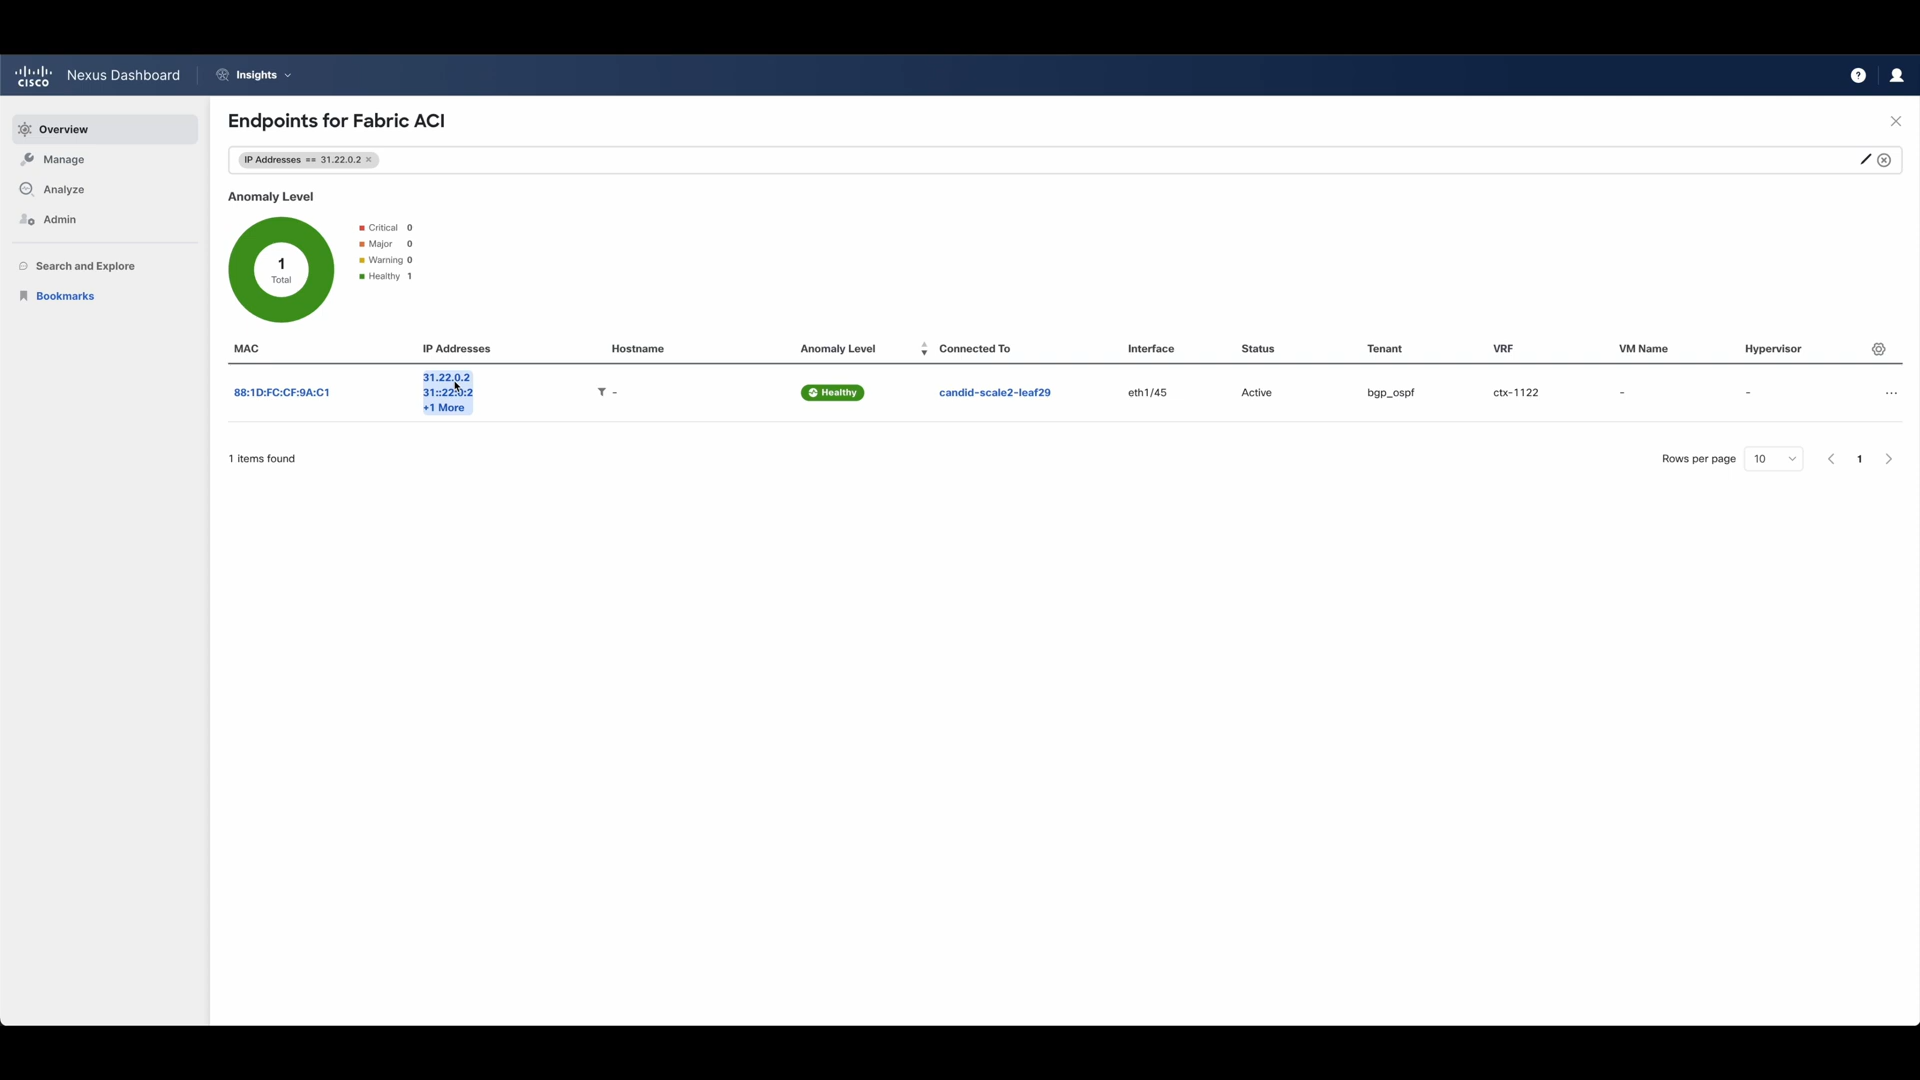 CISCO Nexus Dashboard Insights ?
Overview
Manage
Analyze
Admin
Search and Explore
Bookmarks
Endpoints for Fabric ACI
IP Addresses == 31.22.0.2
Anomaly Level
1
Total
Critical 0
Major 0
Warning 0
Healthy 1
MAC IP Addresses Hostname Anomaly Level Connected To Interface Status Tenant VRF VM Name Hypervisor
88:1D:FC:CF:9A:C1 31.22.0.2 - Healthy candid-scale2-leaf29 eth1/45 Active bgp_ospf ctx-1122 - - ...
31::22:0:2
+1 More
1 items found Rows per page 10 1